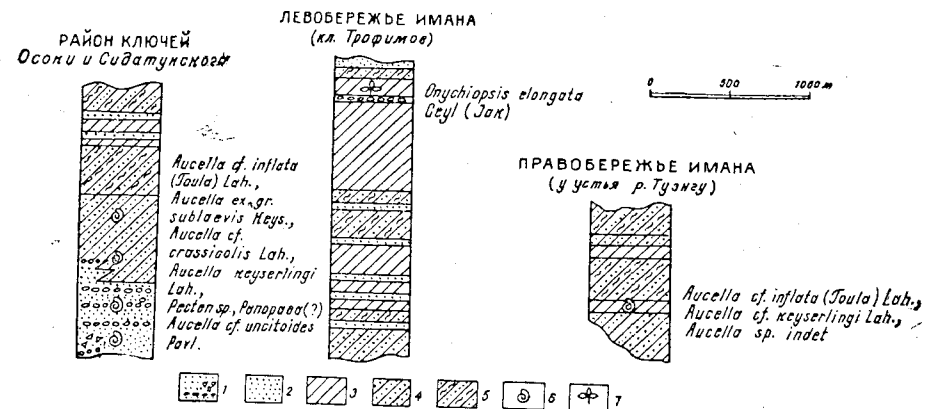 РАЙОН КЛЮЧЕЙ
Осоки и Сидатунского
Aucella cf. inflata
(Toula) Lah.,
Aucella ex. gr.
sublaevis Keys.,
Aucella cf.
crassicolis Lah.,
Aucella keyserlingi
Lah.,
Pecten sp., Panopaea(?)
Aucella cf. uncitoides
Pavl.
ЛЕВОБЕРЕЖЬЕ ИМАНА
(кл. Трофимов)
Onychiopsis elongata
Geyl (Jак)
0 500 1000 м
ПРАВОБЕРЕЖЬЕ ИМАНА
(у устья р. Туэнгу)
Aucella cf. inflata (Toula) Lah.,
Aucella cf. keyserlingi Lah.,
Aucella sp. indet
1 2 3 4 5 6 7